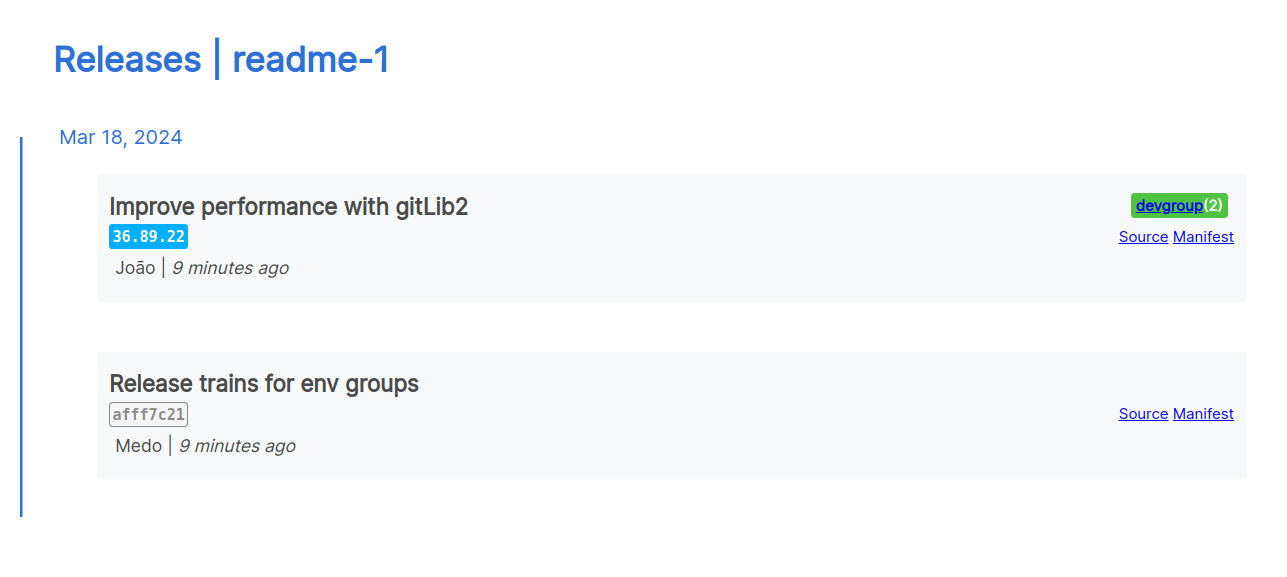 Releases | readme-1
Mar 18, 2024
Improve performance with gitLib2
devgroup(2)
36.89.22
Source Manifest
João | 9 minutes ago
Release trains for env groups
afff7c21
Source Manifest
Medo | 9 minutes ago